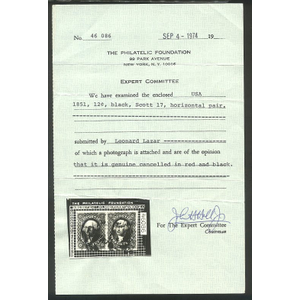 No. 46 086 SEP 4 - 1974 19
THE PHILATELIC FOUNDATION
99 PARK AVENUE
NEW YORK, N.Y. 10016
EXPERT COMMITTEE
We have examined the enclosed USA
1851, 12¢, black, Scott 17, horizontal pair,
submitted by Leonard Lazar
of which a photograph is attached and are of the opinion
that it is genuine cancelled in red and black.
THE PHILATELIC FOUNDATION
For The Expert Committee
Chairman